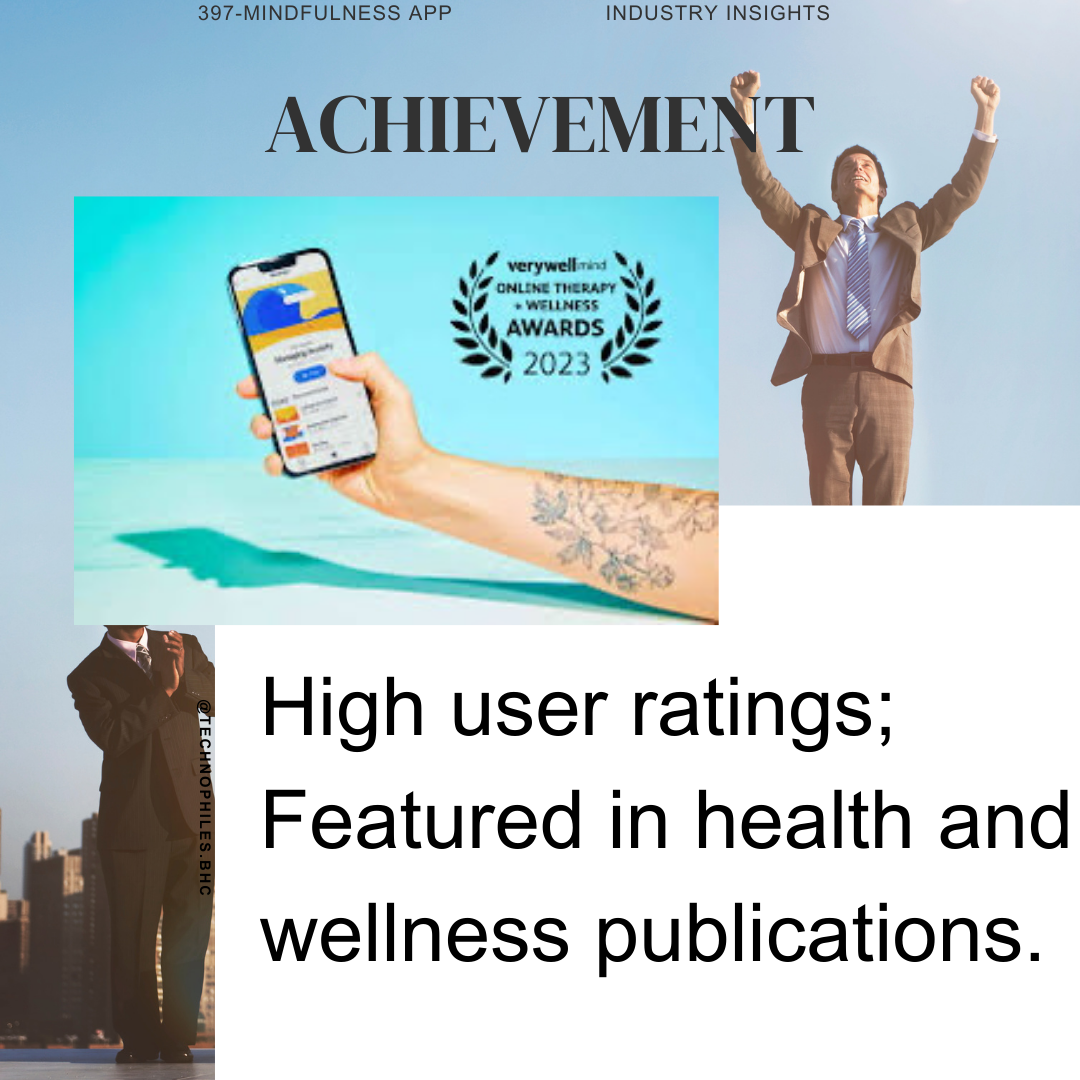 397-MINDFULNESS APP
INDUSTRY INSIGHTS
ACHIEVEMENT
verywellmind
ONLINE THERAPY
+ WELLNESS
AWARDS
2023
@TECHNOPHILES.BHC
High user ratings;
Featured in health and
wellness publications.